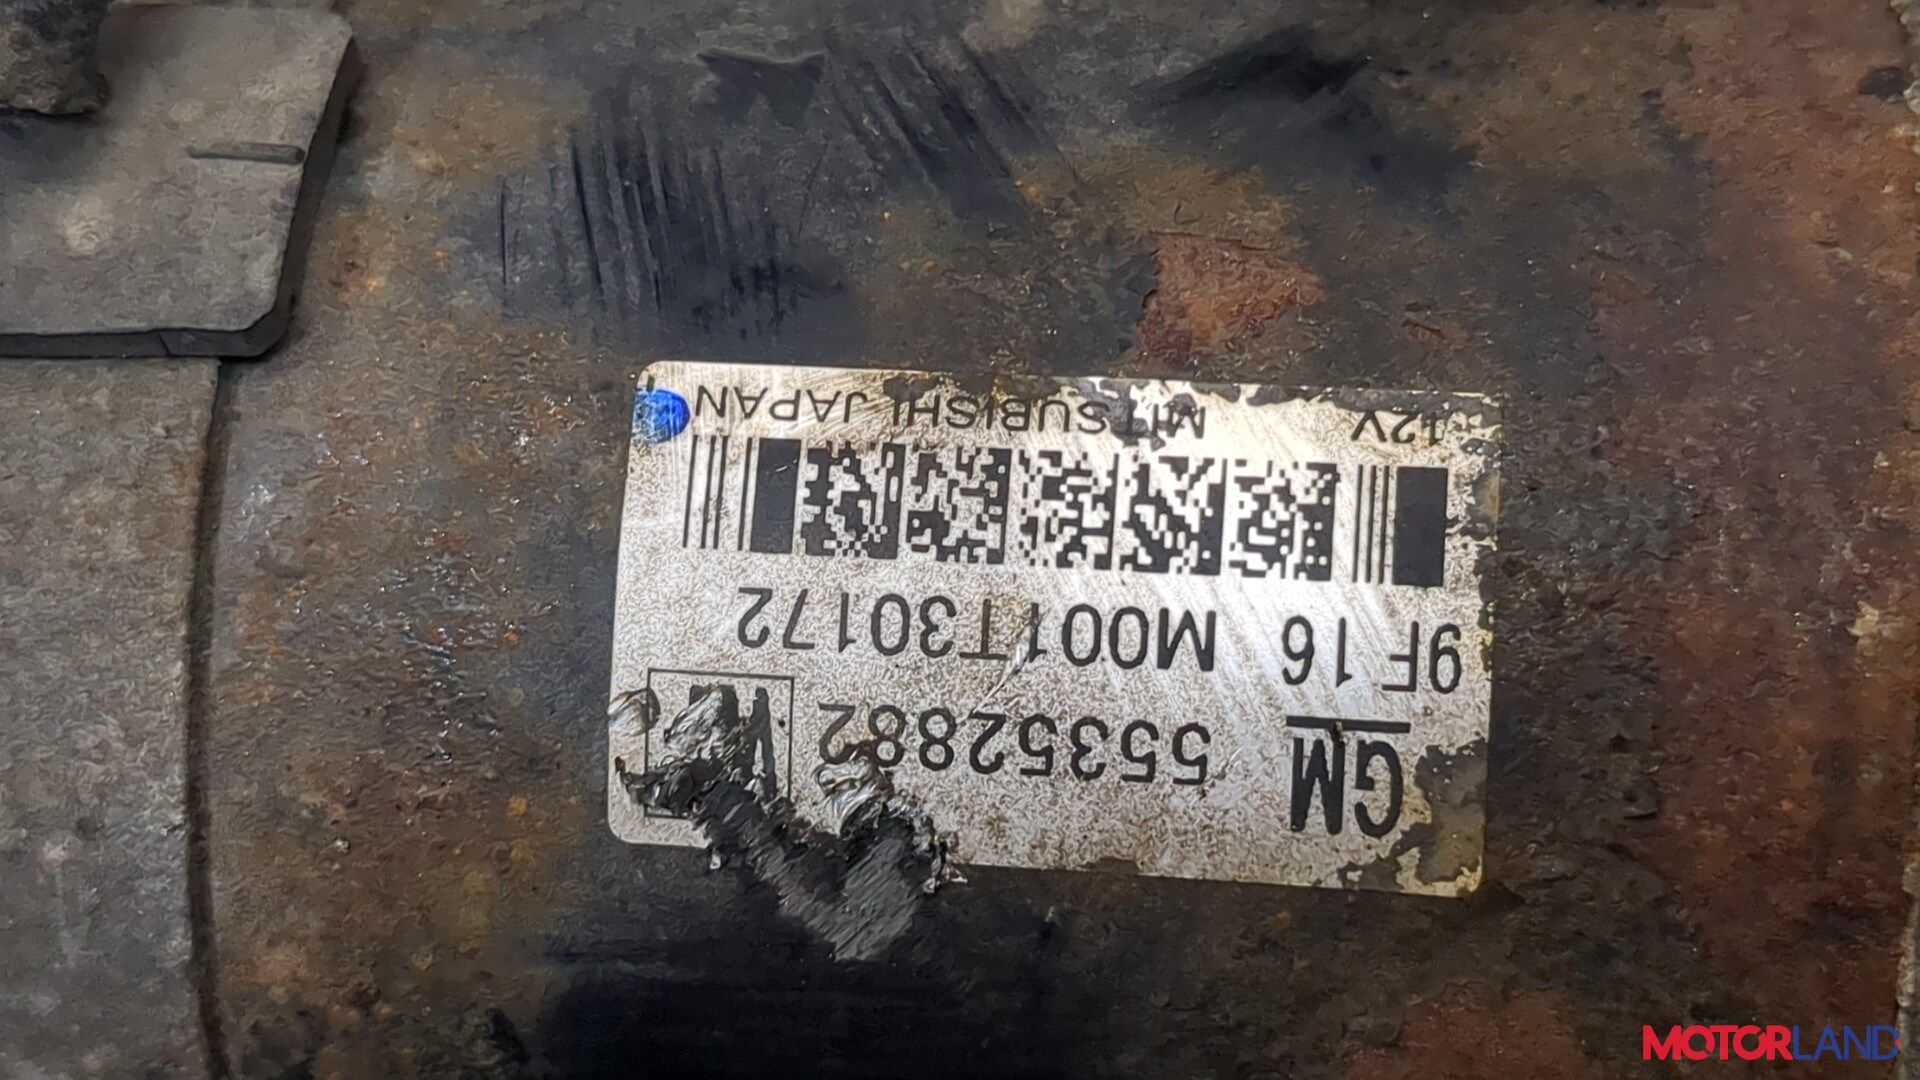 GM 55352882
9F16 M001T30172
12V MITSUBISHI JAPAN
MOTORLAND